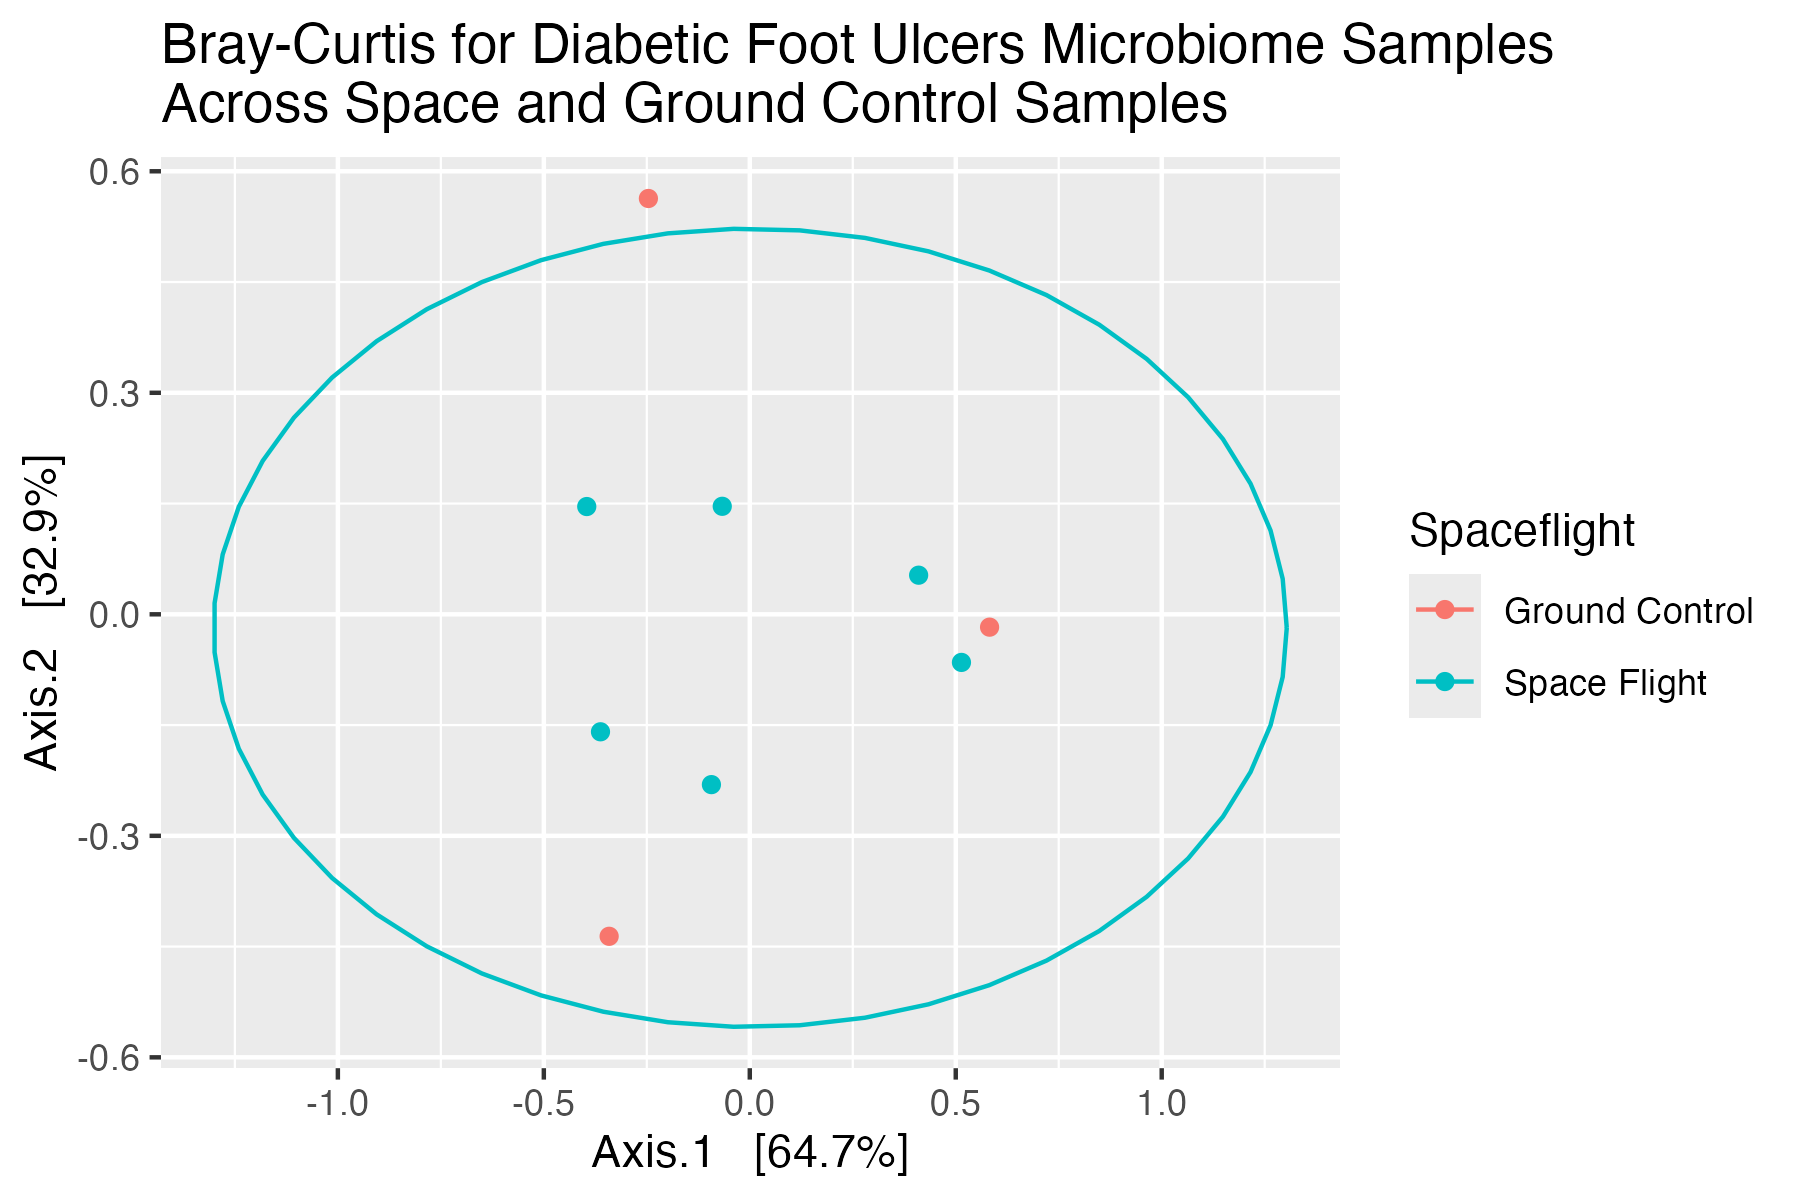 Bray-Curtis for Diabetic Foot Ulcers Microbiome Samples
Across Space and Ground Control Samples
0.6
0.3
0.0
-0.3
-0.6
Axis.2 [32.9%]
-1.0
-0.5
0.0
0.5
1.0
Axis.1 [64.7%]
Spaceflight
Ground Control
Space Flight